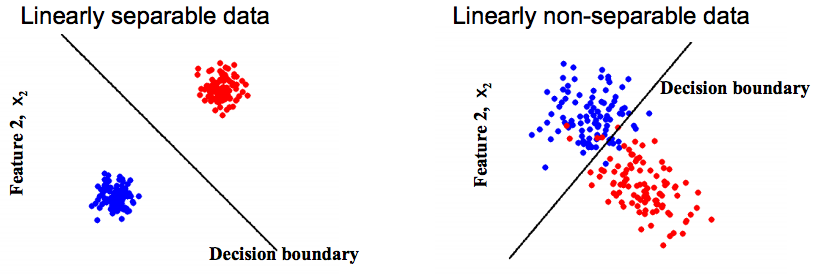 Linearly separable data
Feature 2, x2
Decision boundary
Linearly non-separable data
Feature 2, x2
Decision boundary